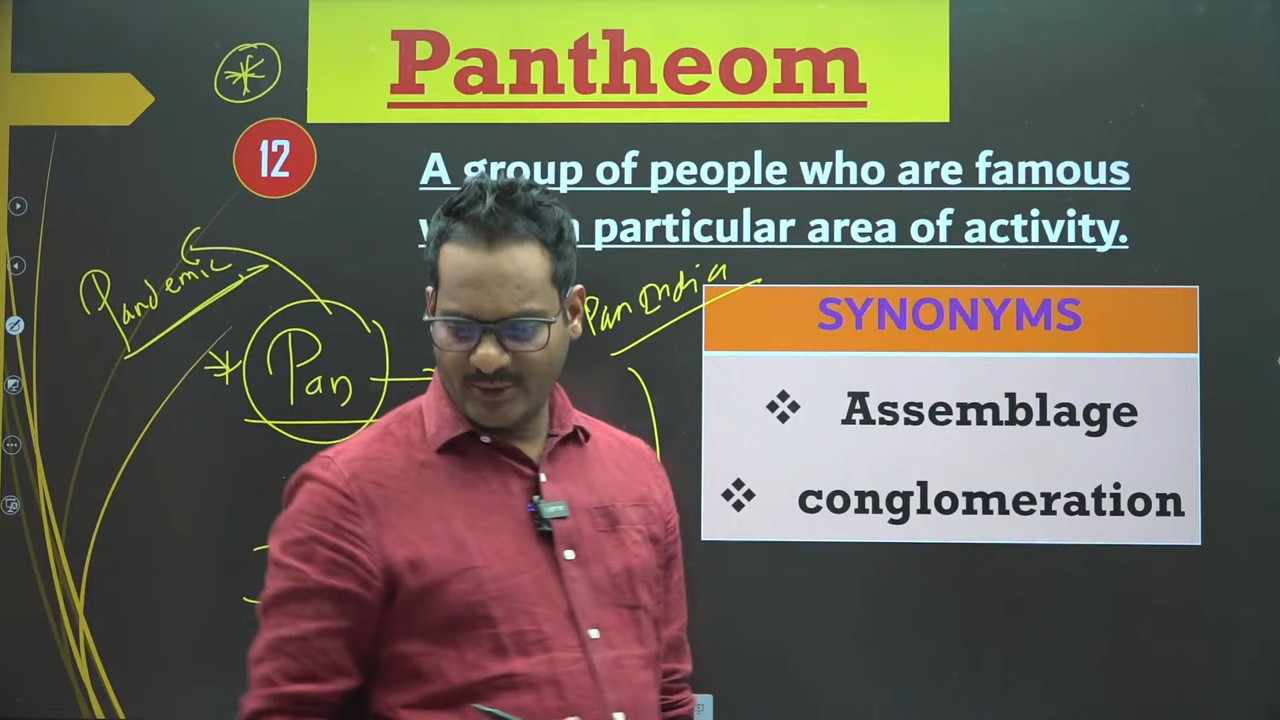 Pantheom
12
A group of people who are famous
particular area of activity.
Pandemic
Pan India
SYNONYMS
Pan
Assemblage
conglomeration